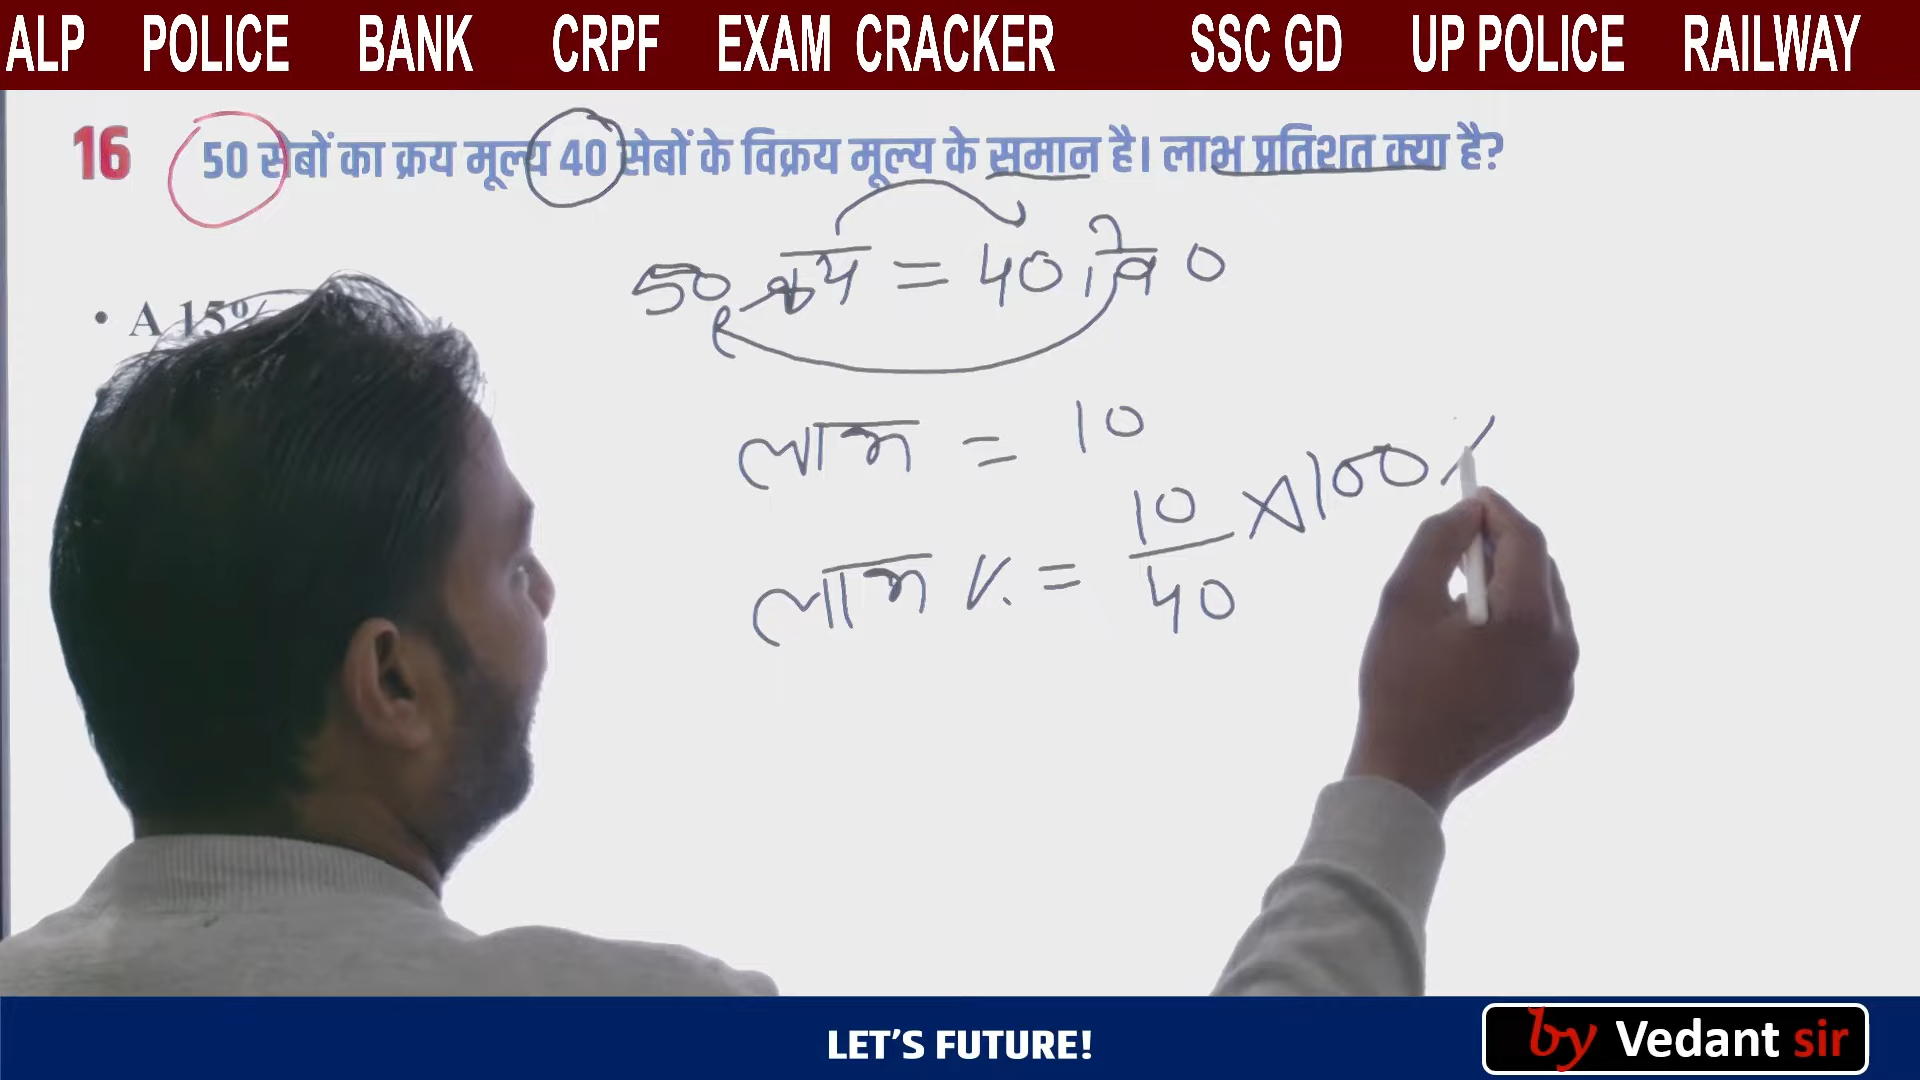 ALP POLICE BANK CRPF EXAM CRACKER SSC GD UP POLICE RAILWAY
16 50 सेबों का क्रय मूल्य 40 सेबों के विक्रय मूल्य के समान है। लाभ प्रतिशत क्या है?
50 क्रय = 40 वि0
• A 15%
लाभ = 10
लाभ % = 10/40 × 100
LET'S FUTURE!
by Vedant sir